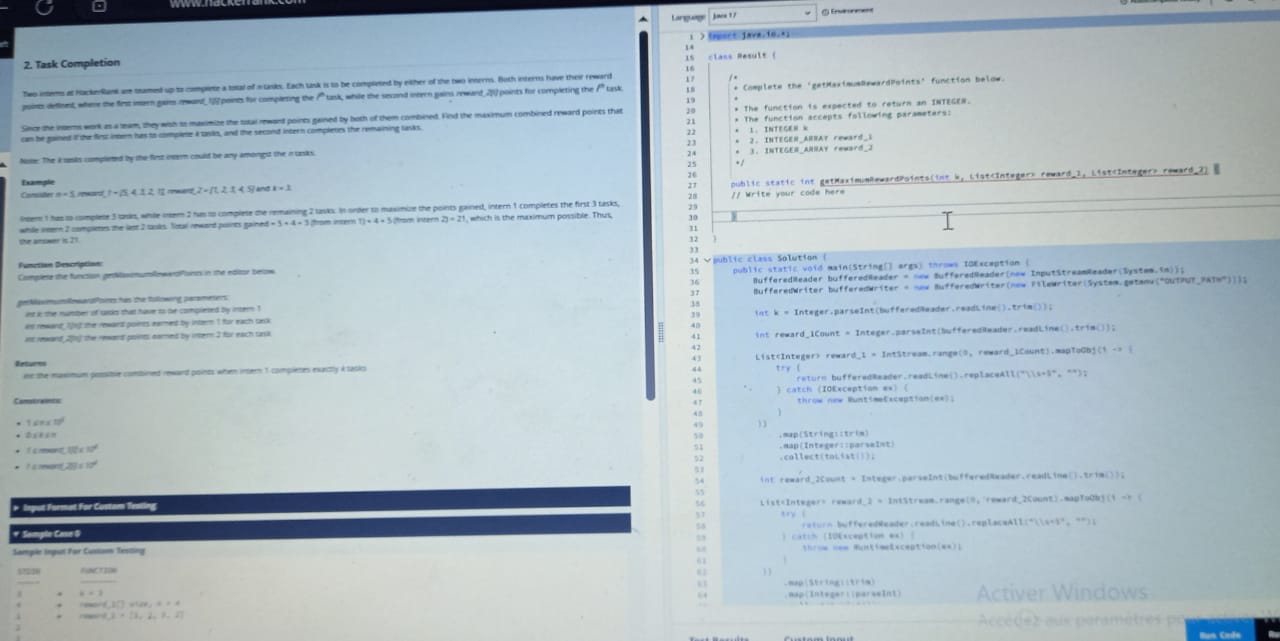 www.hackerrank.com
2. Task Completion
Two interns at HackerRank are teamed up to complete a total of n tasks. Each task is to be completed by either of the two interns. Both interns have their reward
points defined, where the first intern gains reward_1[i] points for completing the iᵗʰ task, while the second intern gains reward_2[i] points for completing the iᵗʰ task.
Since the interns work as a team, they wish to maximize the total reward points gained by both of them combined. Find the maximum combined reward points that
can be gained if the first intern has to complete k tasks, and the second intern completes the remaining tasks.
Note: The k tasks completed by the first intern could be any amongst the n tasks.
Example
Consider n = 5, reward_1 = [5, 4, 3, 2, 1], reward_2 = [1, 2, 3, 4, 5] and k = 3.
Intern 1 has to complete 3 tasks, while intern 2 has to complete the remaining 2 tasks. In order to maximize the points gained, intern 1 completes the first 3 tasks,
while intern 2 completes the last 2 tasks. Total reward points gained = 5 + 4 + 3 (from intern 1) + 4 + 5 (from intern 2) = 21, which is the maximum possible. Thus,
the answer is 21.
Function Description:
Complete the function getMaximumRewardPoints in the editor below.
getMaximumRewardPoints has the following parameters:
int k: the number of tasks that have to be completed by intern 1
int reward_1[n]: the reward points earned by intern 1 for each task
int reward_2[n]: the reward points earned by intern 2 for each task
Returns
int: the maximum possible combined reward points when intern 1 completes exactly k tasks
Constraints:
• 0 ≤ k ≤ n
▸ Input Format For Custom Testing
▾ Sample Case 0
Sample Input For Custom Testing
STDIN FUNCTION
Language Java 17 Environment
1 import java.io.*;
14
15 class Result {
16
17 /*
18 * Complete the 'getMaximumRewardPoints' function below.
19 *
20 * The function is expected to return an INTEGER.
21 * The function accepts following parameters:
22 * 1. INTEGER k
23 * 2. INTEGER_ARRAY reward_1
24 * 3. INTEGER_ARRAY reward_2
25 */
26
27 public static int getMaximumRewardPoints(int k, List<Integer> reward_1, List<Integer> reward_2) {
28 // Write your code here
29
30 }
31
32 }
33
34 public class Solution {
35 public static void main(String[] args) throws IOException {
36 BufferedReader bufferedReader = new BufferedReader(new InputStreamReader(System.in));
37 BufferedWriter bufferedWriter = new BufferedWriter(new FileWriter(System.getenv("OUTPUT_PATH")));
38
39 int k = Integer.parseInt(bufferedReader.readLine().trim());
40
41 int reward_1Count = Integer.parseInt(bufferedReader.readLine().trim());
42
43 List<Integer> reward_1 = IntStream.range(0, reward_1Count).mapToObj(i -> {
44 try {
45 return bufferedReader.readLine().replaceAll("\\s+$", "");
46 } catch (IOException ex) {
47 throw new RuntimeException(ex);
48 }
49 })
50 .map(String::trim)
51 .map(Integer::parseInt)
52 .collect(toList());
53
54 int reward_2Count = Integer.parseInt(bufferedReader.readLine().trim());
55
56 List<Integer> reward_2 = IntStream.range(0, reward_2Count).mapToObj(i -> {
57 try {
58 return bufferedReader.readLine().replaceAll("\\s+$", "");
59 } catch (IOException ex) {
60 throw new RuntimeException(ex);
61 }
62 })
63 .map(String::trim)
64 .map(Integer::parseInt)
Activer Windows
Accédez aux paramètres
Test Results Custom Input
Run Code